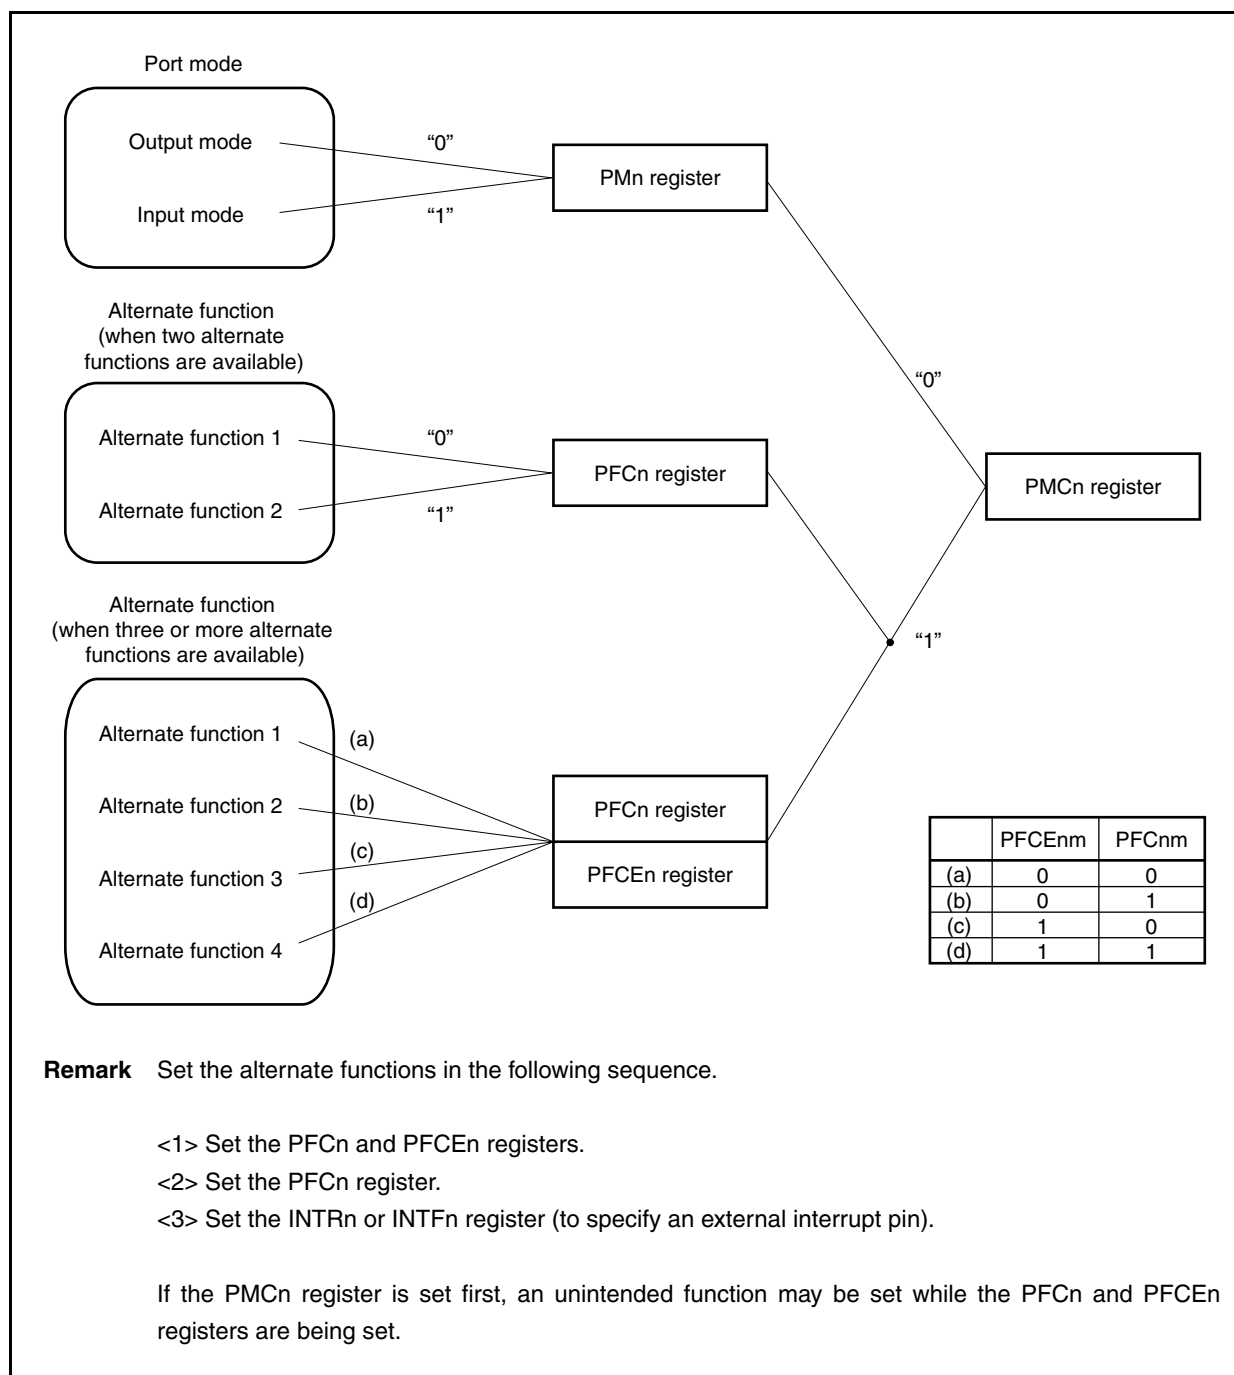 Port mode
Output mode
Input mode
“0”
“1”
PMn register
Alternate function
(when two alternate
functions are available)
Alternate function 1
Alternate function 2
“0”
“1”
PFCn register
“0”
PMCn register
“1”
Alternate function
(when three or more alternate
functions are available)
Alternate function 1
Alternate function 2
Alternate function 3
Alternate function 4
(a)
(b)
(c)
(d)
PFCn register
PFCEn register
PFCEnm PFCnm
(a) 0 0
(b) 0 1
(c) 1 0
(d) 1 1
Remark Set the alternate functions in the following sequence.
<1> Set the PFCn and PFCEn registers.
<2> Set the PFCn register.
<3> Set the INTRn or INTFn register (to specify an external interrupt pin).
If the PMCn register is set first, an unintended function may be set while the PFCn and PFCEn
registers are being set.